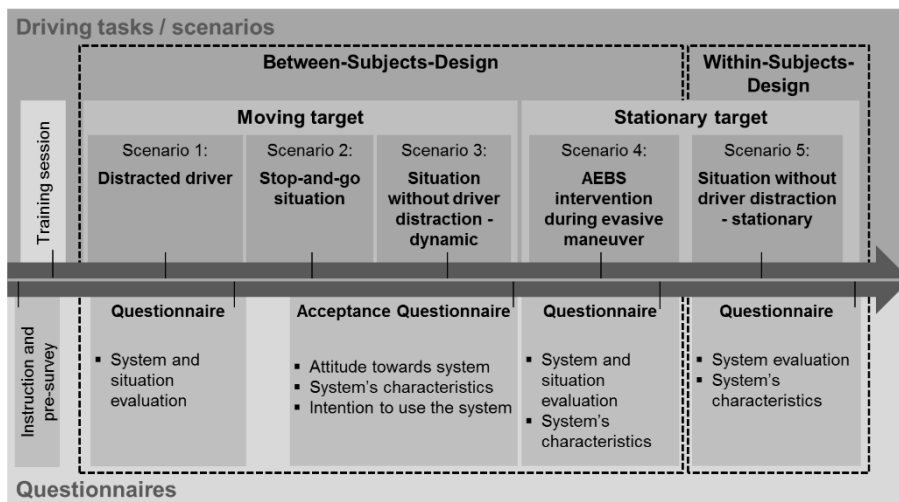 Driving tasks / scenarios
Between-Subjects-Design
Within-Subjects-
Design
Training session
Moving target
Stationary target
Scenario 1:
Distracted driver
Scenario 2:
Stop-and-go
situation
Scenario 3:
Situation
without driver
distraction -
dynamic
Scenario 4:
AEBS
intervention
during evasive
maneuver
Scenario 5:
Situation without
driver distraction
- stationary
Instruction and
pre-survey
Questionnaire
▪ System and
situation
evaluation
Acceptance Questionnaire
▪ Attitude towards system
▪ System's characteristics
▪ Intention to use the system
Questionnaire
▪ System and
situation
evaluation
▪ System's
characteristics
Questionnaire
▪ System evaluation
▪ System's
characteristics
Questionnaires